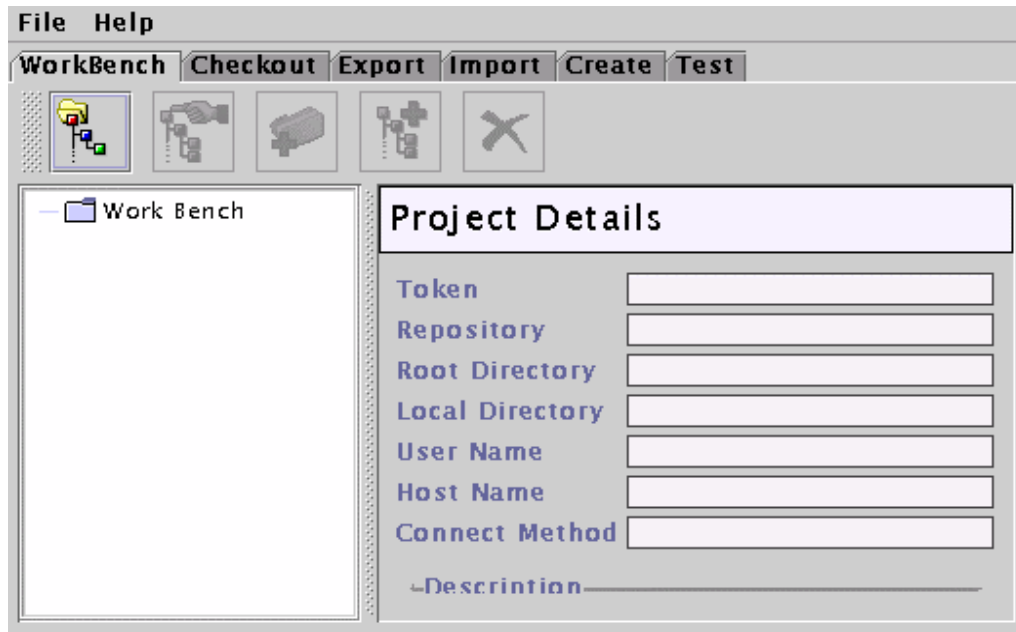 File Help
WorkBench Checkout Export Import Create Test
Work Bench
Project Details
Token
Repository
Root Directory
Local Directory
User Name
Host Name
Connect Method
Description